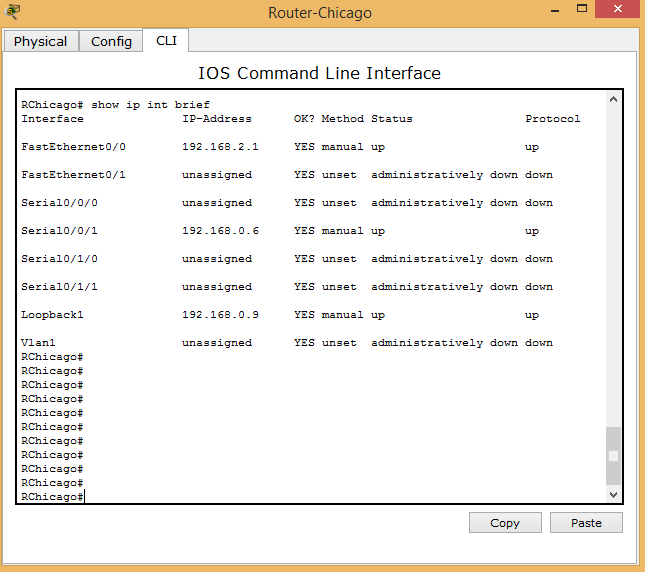 Router-Chicago
Physical Config CLI
IOS Command Line Interface
RChicago# show ip int brief
Interface IP-Address OK? Method Status Protocol
FastEthernet0/0 192.168.2.1 YES manual up up
FastEthernet0/1 unassigned YES unset administratively down down
Serial0/0/0 unassigned YES unset administratively down down
Serial0/0/1 192.168.0.6 YES manual up up
Serial0/1/0 unassigned YES unset administratively down down
Serial0/1/1 unassigned YES unset administratively down down
Loopback1 192.168.0.9 YES manual up up
Vlan1 unassigned YES unset administratively down down
RChicago#
RChicago#
RChicago#
RChicago#
RChicago#
RChicago#
RChicago#
RChicago#
RChicago#
RChicago#
RChicago#
Copy Paste